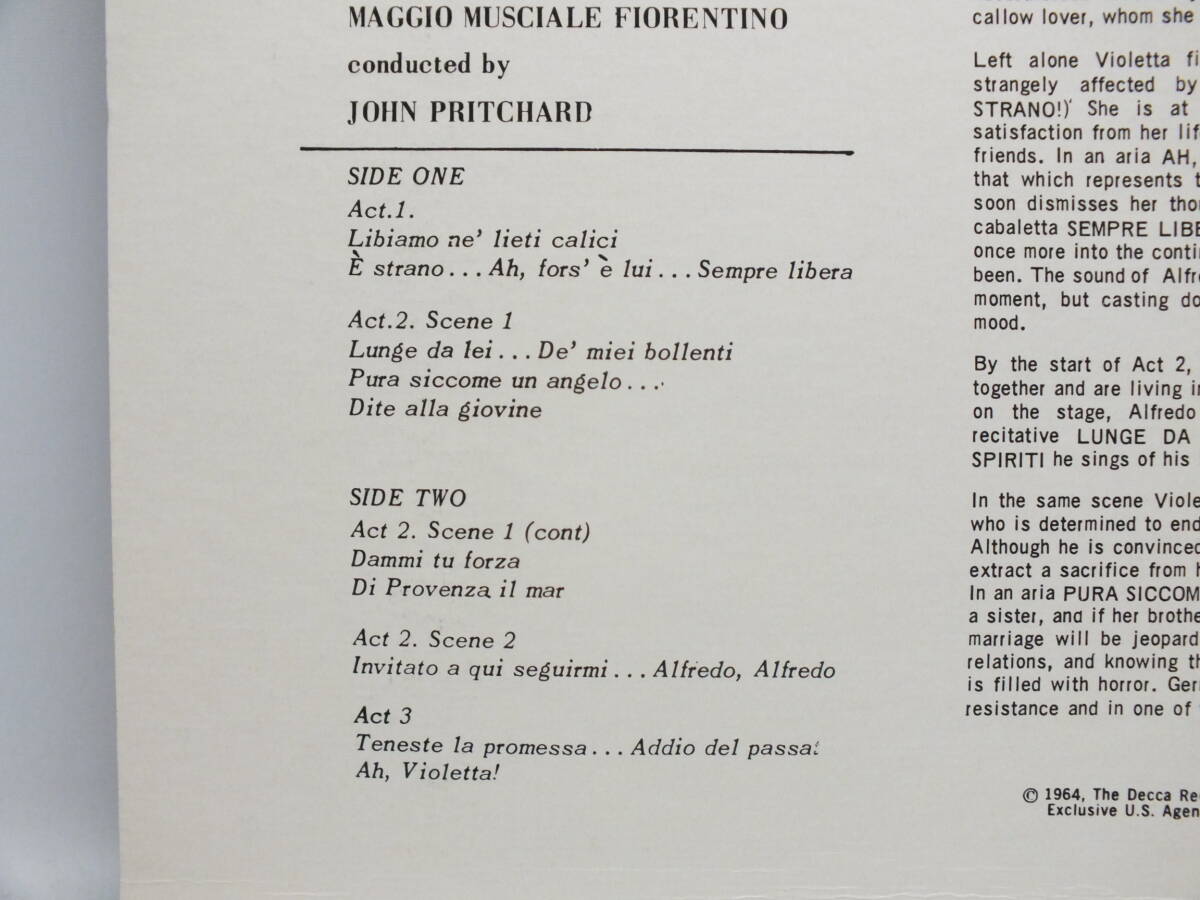 MAGGIO MUSCIALE FIORENTINO
conducted by
JOHN PRITCHARD
SIDE ONE
Act.1.
Libiamo ne' lieti calici
È strano... Ah, fors' è lui... Sempre libera
Act.2. Scene 1
Lunge da lei... De' miei bollenti
Pura siccome un angelo...
Dite alla giovine
SIDE TWO
Act 2. Scene 1 (cont)
Dammi tu forza
Di Provenza il mar
Act 2. Scene 2
Invitato a qui seguirmi... Alfredo, Alfredo
Act 3
Teneste la promessa... Addio del
Ah, Violetta!
callow lover, whom she
Left alone Violetta
strangely affected by
STRANO!) She is at
satisfaction from her
friends. In an aria AH,
that which represents
soon dismisses her
cabaletta SEMPRE
once more into the
been. The sound of
moment, but casting
mood.
By the start of Act 2,
together and are living
on the stage, Alfredo
recitative LUNGE DA
SPIRITI he sings of his
In the same scene
who is determined to end
Although he is convinced
extract a sacrifice from
In an aria PURA
a sister, and if her
marriage will be
relations, and knowing
is filled with horror.
resistance and in one of
© 1964, The Decca
Exclusive U.S.